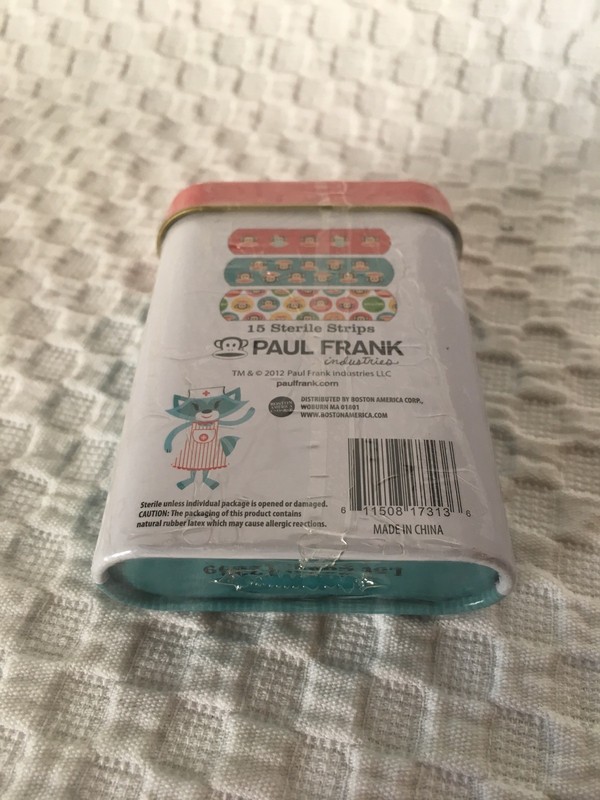 15 Sterile Strips
PAUL FRANK
industries
TM & © 2012 Paul Frank Industries LLC
paulfrank.com
DISTRIBUTED BY BOSTON AMERICA CORP.,
WOBURN MA 01801
WWW.BOSTONAMERICA.COM
Sterile unless individual package is opened or damaged.
CAUTION: The packaging of this product contains
natural rubber latex which may cause allergic reactions.
6 11508 17313 6
MADE IN CHINA